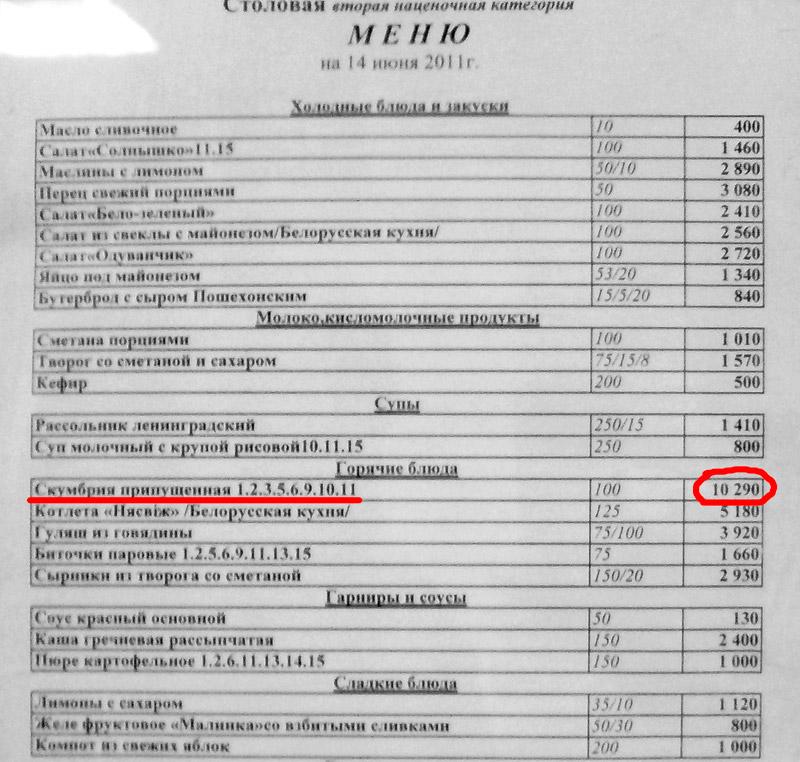 Столовая вторая наценочная категория
МЕНЮ
на 14 июня 2011г.
Холодные блюда и закуски
Масло сливочное 10 400
Салат«Солнышко»11.15 100 1 460
Маслины с лимоном 50/10 2 890
Перец свежий порциями 50 3 080
Салат«Бело-зеленый» 100 2 410
Салат из свеклы с майонезом/Белорусская кухня/ 100 2 560
Салат«Одуванчик» 100 2 720
Яйцо под майонезом 53/20 1 340
Бутерброд с сыром Пошехонским 15/5/20 840
Молоко,кисломолочные продукты
Сметана порциями 100 1 010
Творог со сметаной и сахаром 75/15/8 1 570
Кефир 200 500
Супы
Рассольник ленинградский 250/15 1 410
Суп молочный с крупой рисовой10.11.15 250 800
Горячие блюда
Скумбрия припущенная 1.2.3.5.6.9.10.11 100 10 290
Котлета «Нясвіж» /Белорусская кухня/ 125 5 180
Гуляш из говядины 75/100 3 920
Биточки паровые 1.2.5.6.9.11.13.15 75 1 660
Сырники из творога со сметаной 150/20 2 930
Гарниры и соусы
Соус красный основной 50 130
Каша гречневая рассыпчатая 150 2 400
Пюре картофельное 1.2.6.11.13.14.15 150 1 000
Сладкие блюда
Лимоны с сахаром 35/10 1 120
Желе фруктовое «Малинка»со взбитыми сливками 50/30 800
Компот из свежих яблок 200 1 000